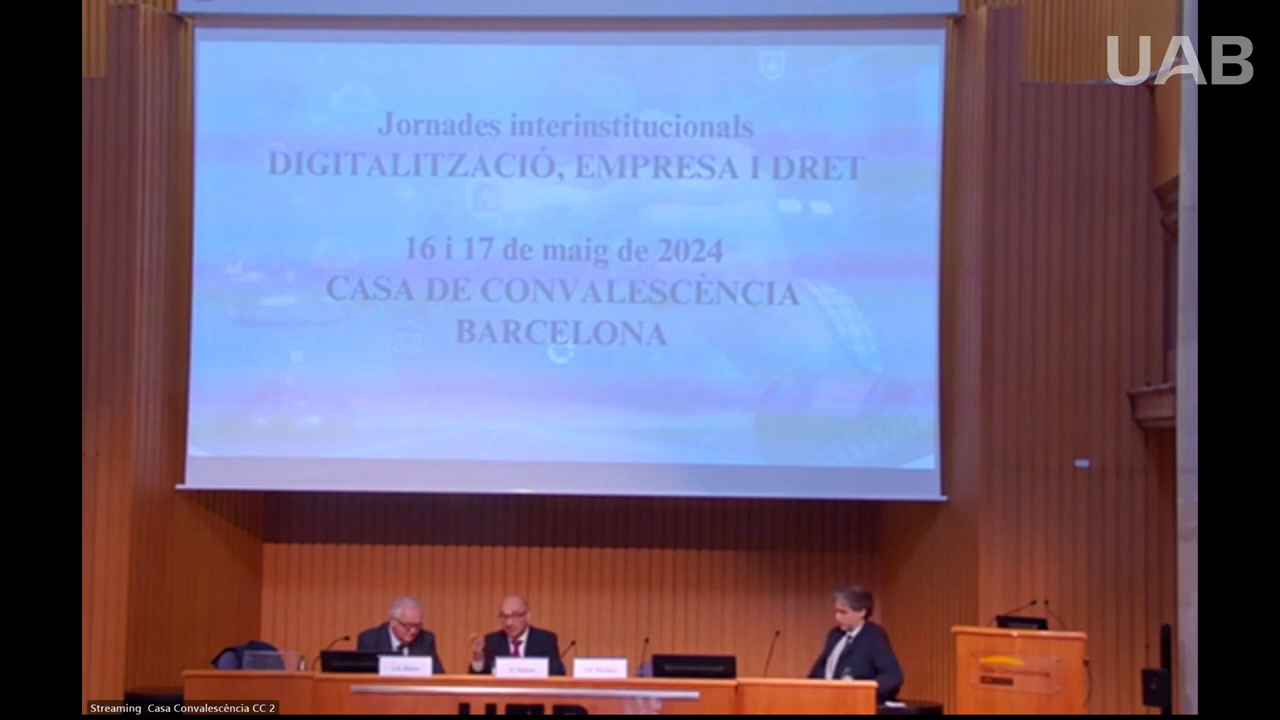 UAB
Jornades interinstitucionals
DIGITALITZACIÓ, EMPRESA I DRET
16 i 17 de maig de 2024
CASA DE CONVALESCÈNCIA
BARCELONA
UAB
Streaming Casa Convalescència CC 2